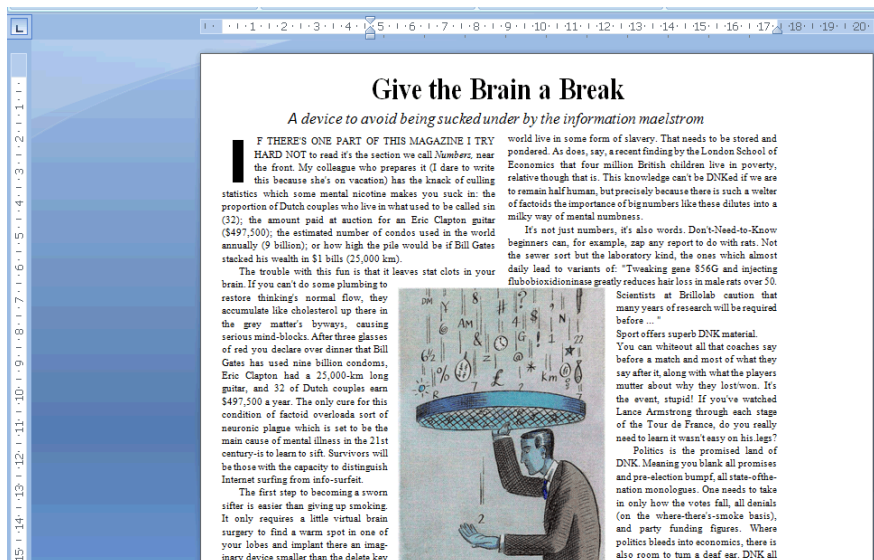 Give the Brain a Break
A device to avoid being sucked under by the information maelstrom
IF THERE'S ONE PART OF THIS MAGAZINE I TRY
HARD NOT to read it's the section we call Numbers, near
the front. My colleague who prepares it (I dare to write
this because she's on vacation) has the knack of culling
statistics which some mental nicotine makes you suck in: the
proportion of Dutch couples who live in what used to be called sin
(32); the amount paid at auction for an Eric Clapton guitar
($497,500); the estimated number of condos used in the world
annually (9 billion); or how high the pile would be if Bill Gates
stacked his wealth in $1 bills (25,000 km).
The trouble with this fun is that it leaves stat clots in your
brain. If you can't do some plumbing to
restore thinking's normal flow, they
accumulate like cholesterol up there in
the grey matter's byways, causing
serious mind-blocks. After three glasses
of red you declare over dinner that Bill
Gates has used nine billion condoms,
Eric Clapton had a 25,000-km long
guitar, and 32 of Dutch couples earn
$497,500 a year. The only cure for this
condition of factoid overloada sort of
neuronic plague which is set to be the
main cause of mental illness in the 21st
century-is to learn to sift. Survivors will
be those with the capacity to distinguish
Internet surfing from info-surfeit.
The first step to becoming a sworn
sifter is easier than giving up smoking.
It only requires a little virtual brain
surgery to find a warm spot in one of
your lobes and implant there an imag-
inary device smaller than the delete key
world live in some form of slavery. That needs to be stored and
pondered. As does, say, a recent finding by the London School of
Economics that four million British children live in poverty,
relative though that is. This knowledge can't be DNKed if we are
to remain half human, but precisely because there is such a welter
of factoids the importance of big numbers like these dilutes into a
milky way of mental numbness.
It's not just numbers, it's also words. Don't-Need-to-Know
beginners can, for example, zap any report to do with rats. Not
the sewer sort but the laboratory kind, the ones which almost
daily lead to variants of: "Tweaking gene 856G and injecting
flubobioxidioninase greatly reduces hair loss in male rats over 50.
Scientists at Brillolab caution that
many years of research will be required
before ... "
Sport offers superb DNK material.
You can whiteout all that coaches say
before a match and most of what they
say after it, along with what the players
mutter about why they lost/won. It's
the event, stupid! If you've watched
Lance Armstrong through each stage
of the Tour de France, do you really
need to learn it wasn't easy on his.legs?
Politics is the promised land of
DNK. Meaning you blank all promises
and pre-election bumpf, all state-ofthe-
nation monologues. One needs to take
in only how the votes fall, all denials
(on the where-there's-smoke basis),
and party funding figures. Where
politics bleeds into economics, there is
also room to tum a deaf ear. DNK all